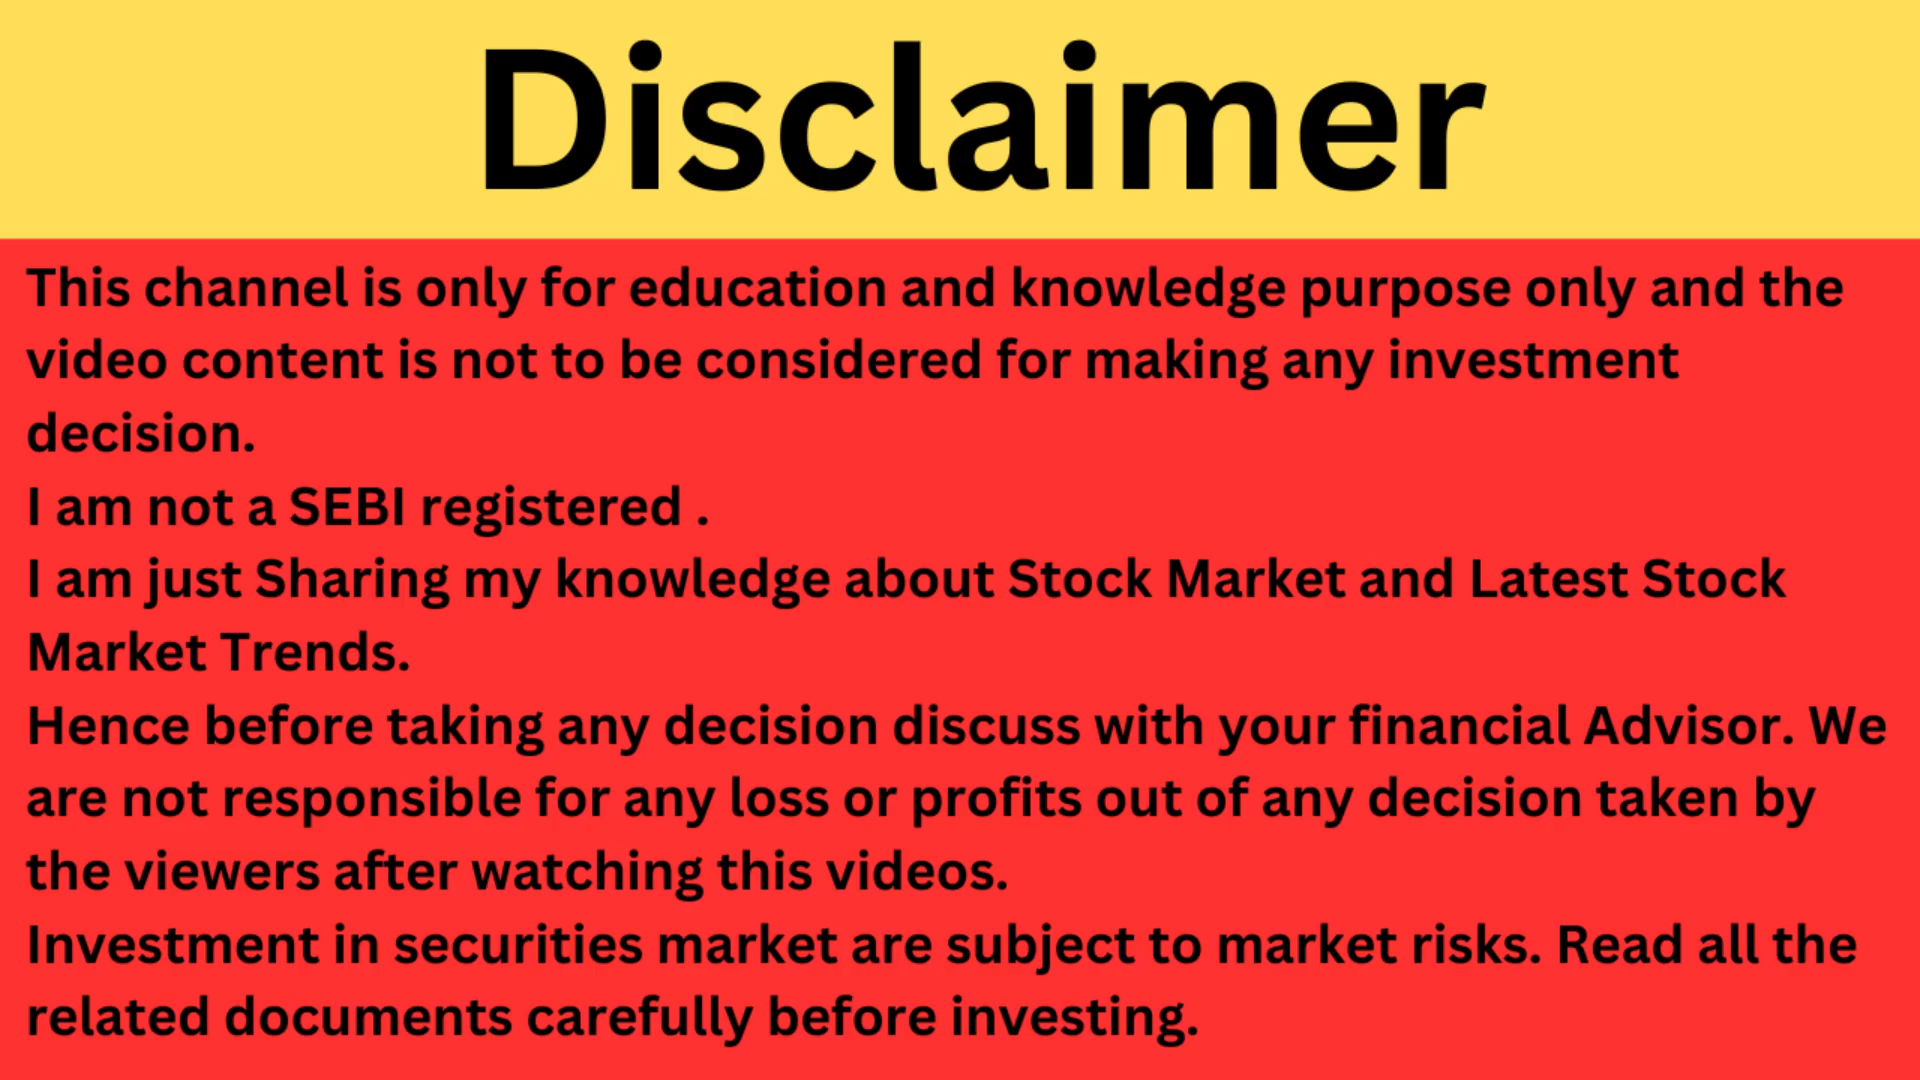 Disclaimer
This channel is only for education and knowledge purpose only and the
video content is not to be considered for making any investment
decision.
I am not a SEBI registered .
I am just Sharing my knowledge about Stock Market and Latest Stock
Market Trends.
Hence before taking any decision discuss with your financial Advisor. We
are not responsible for any loss or profits out of any decision taken by
the viewers after watching this videos.
Investment in securities market are subject to market risks. Read all the
related documents carefully before investing.